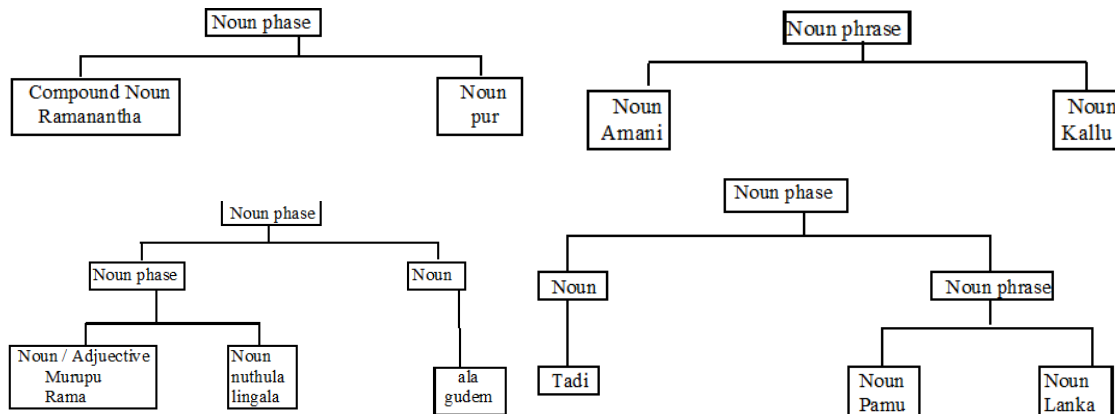 Noun phase
Compound Noun
Ramanantha
Noun
pur
Noun phrase
Noun
Amani
Noun
Kallu
Noun phase
Noun phase
Noun
Noun / Adjuective
Murupu
Rama
Noun
nuthula
lingala
ala
gudem
Noun phase
Noun
Noun phrase
Tadi
Noun
Pamu
Noun
Lanka